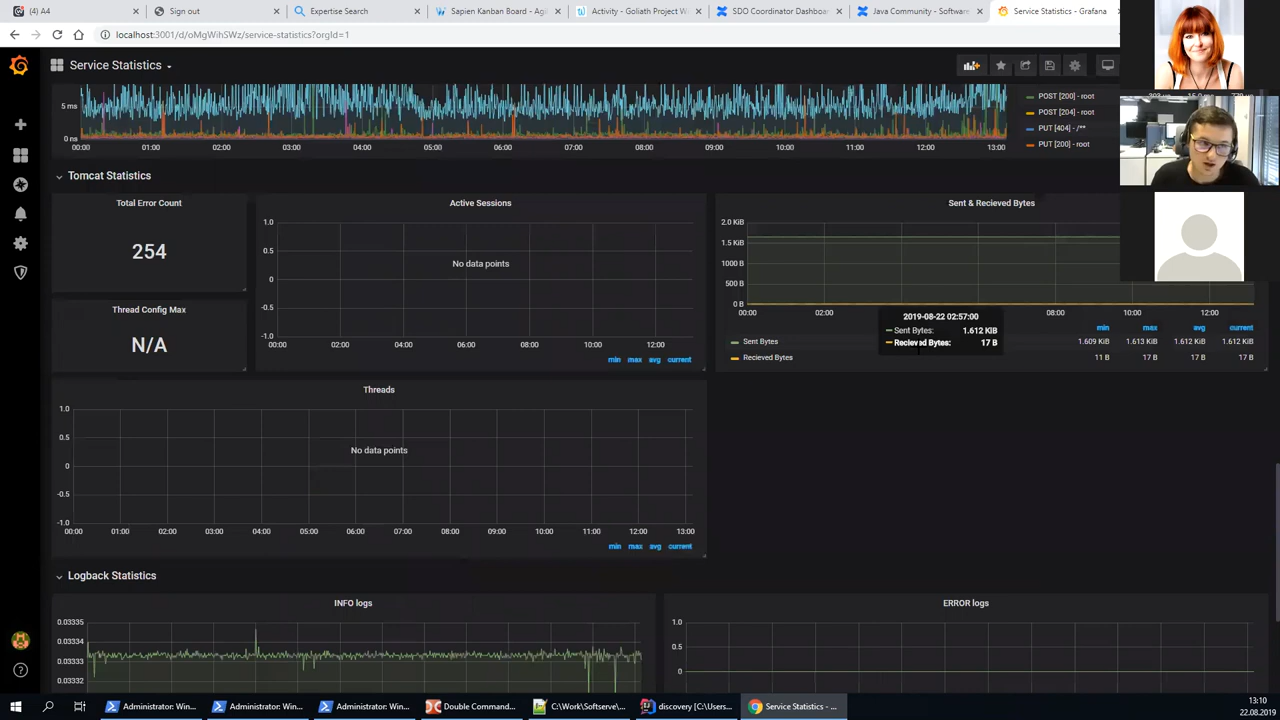 (4) A4
Sign out
Expertise Search
Sapien Kanban Board - Agi
Activity - Goliath Project W
SDO Coordinator Dashboa
Java Community - Software
Service Statistics - Grafana
localhost:3001/d/oMgWihSWz/service-statistics?orgId=1
Service Statistics
5 ms
0 ns
00:00 01:00 02:00 03:00 04:00 05:00 06:00 07:00 08:00 09:00 10:00 11:00 12:00 13:00
POST [200] - root
POST [204] - root
PUT [404] - /**
PUT [200] - root
Tomcat Statistics
Total Error Count
254
Thread Config Max
N/A
Active Sessions
1.0
0.5
0
-0.5
-1.0
No data points
00:00 02:00 04:00 06:00 08:00 10:00 12:00
min max avg current
Sent & Recieved Bytes
2.0 KiB
1.5 KiB
1000 B
500 B
0 B
00:00 02:00 08:00 10:00 12:00
2019-08-22 02:57:00
Sent Bytes: 1.612 KiB
Recieved Bytes: 17 B
min max avg current
Sent Bytes 1.609 KiB 1.613 KiB 1.612 KiB 1.612 KiB
Recieved Bytes 11 B 17 B 17 B 17 B
Threads
1.0
0.5
0
-0.5
-1.0
No data points
00:00 01:00 02:00 03:00 04:00 05:00 06:00 07:00 08:00 09:00 10:00 11:00 12:00 13:00
min max avg current
Logback Statistics
INFO logs
0.03335
0.03334
0.03333
0.03332
ERROR logs
1.0
0.5
0
Administrator: Win...
Administrator: Win...
Administrator: Win...
Double Command...
C:\Work\Softserve...
discovery [C:\Users...
Service Statistics - ...
13:10
22.08.2019